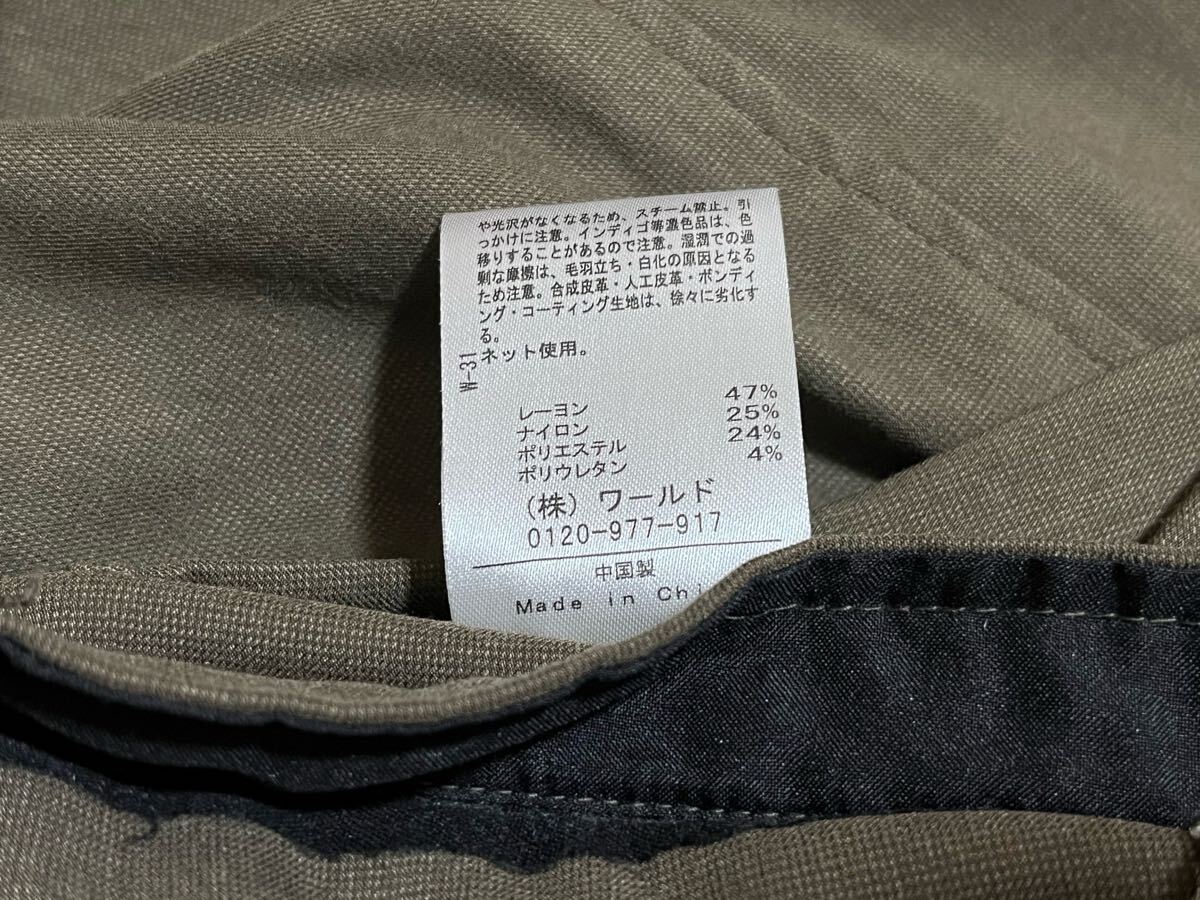 や光沢がなくなるため、スチーム禁止。引
っかけに注意。インディゴ等濃色品は、色
移りすることがあるので注意。湿潤での過
剰な摩擦は、毛羽立ち・白化の原因となる
ため注意。合成皮革・人工皮革・ボンディ
ング・コーティング生地は、徐々に劣化す
る。
ネット使用。
W-31
レーヨン 47%
ナイロン 25%
ポリエステル 24%
ポリウレタン 4%
(株) ワールド
0120-977-917
中国製
Made in Chi